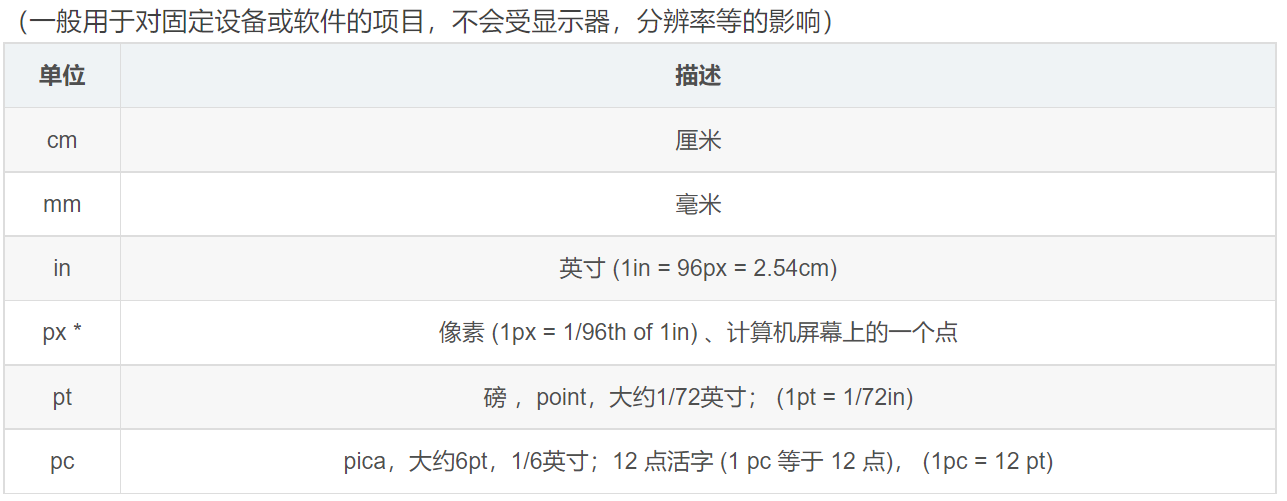 （一般用于对固定设备或软件的项目，不会受显示器，分辨率等的影响）
单位 描述
cm 厘米
mm 毫米
in 英寸 (1in = 96px = 2.54cm)
px * 像素 (1px = 1/96th of 1in) 、计算机屏幕上的一个点
pt 磅 ，point，大约1/72英寸； (1pt = 1/72in)
pc pica，大约6pt，1/6英寸；12 点活字 (1 pc 等于 12 点)， (1pc = 12 pt)